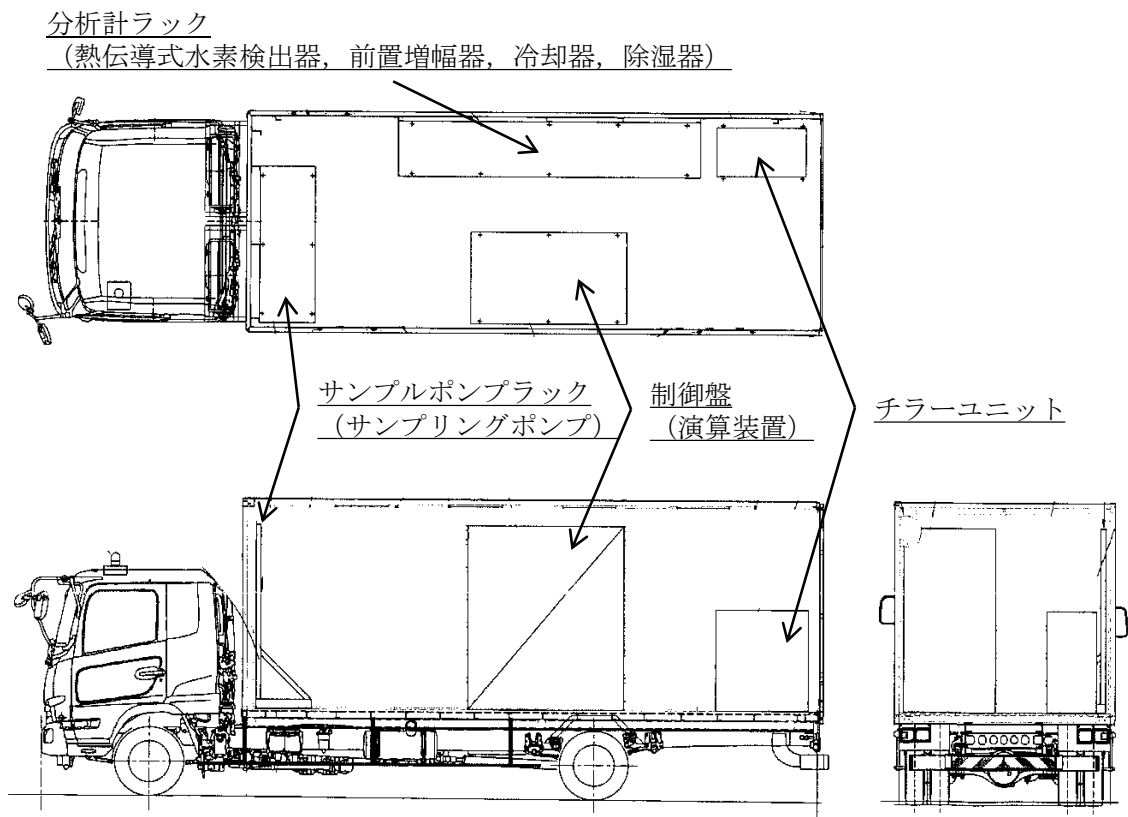 分析計ラック
（熱伝導式水素検出器，前置増幅器，冷却器，除湿器）
サンプルポンプラック
（サンプリングポンプ）
制御盤
（演算装置）
チラーユニット